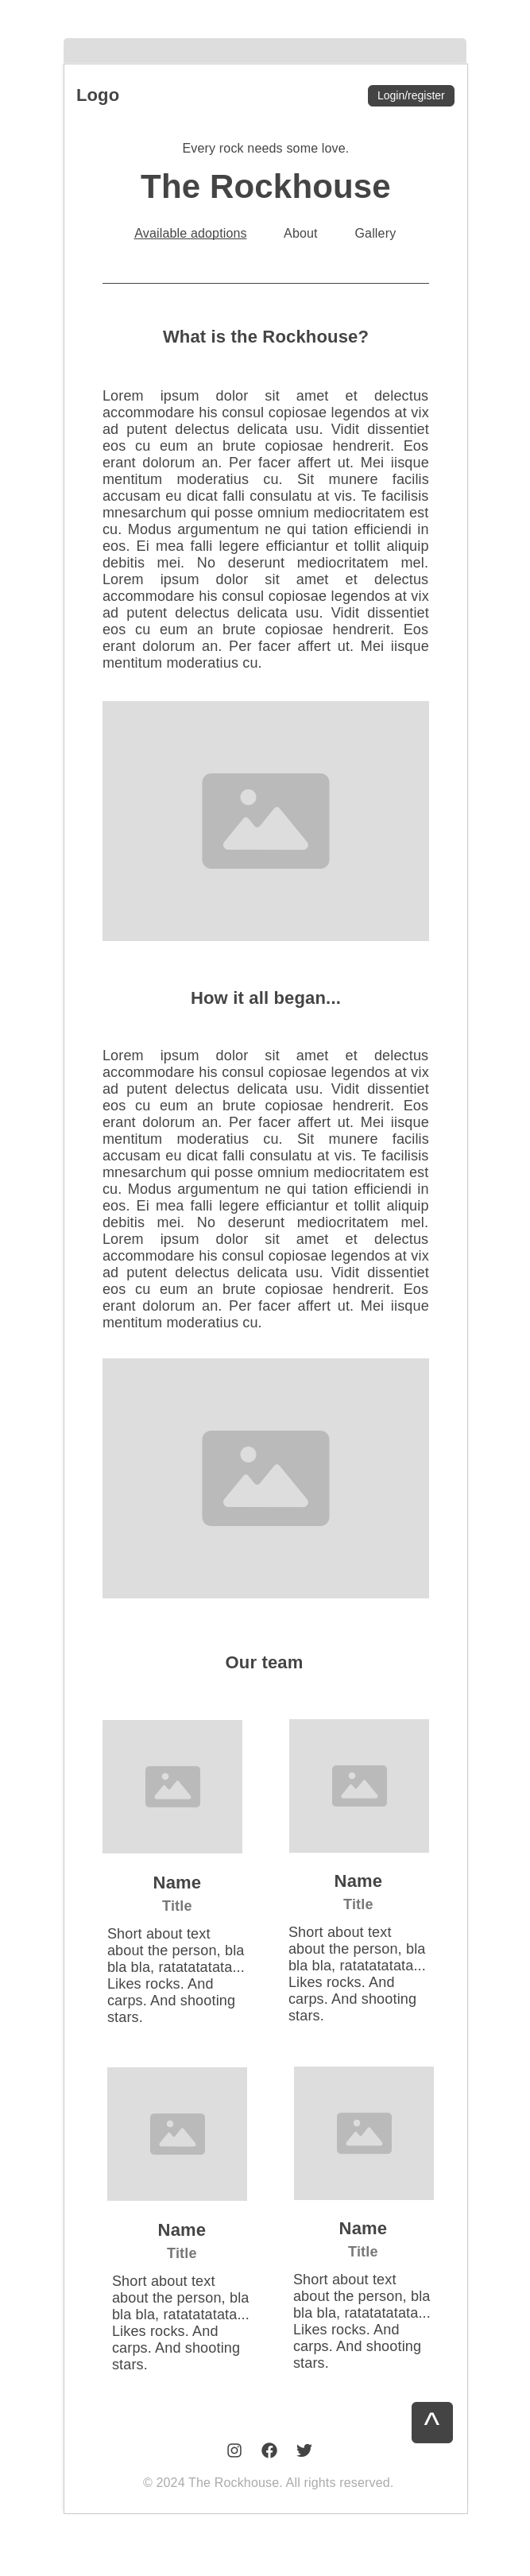 Logo
Login/register
Every rock needs some love.
The Rockhouse
Available adoptions About Gallery
What is the Rockhouse?
Lorem ipsum dolor sit amet et delectus
accommodare his consul copiosae legendos at vix
ad putent delectus delicata usu. Vidit dissentiet
eos cu eum an brute copiosae hendrerit. Eos
erant dolorum an. Per facer affert ut. Mei iisque
mentitum moderatius cu. Sit munere facilis
accusam eu dicat falli consulatu at vis. Te facilisis
mnesarchum qui posse omnium mediocritatem est
cu. Modus argumentum ne qui tation efficiendi in
eos. Ei mea falli legere efficiantur et tollit aliquip
debitis mei. No deserunt mediocritatem mel.
Lorem ipsum dolor sit amet et delectus
accommodare his consul copiosae legendos at vix
ad putent delectus delicata usu. Vidit dissentiet
eos cu eum an brute copiosae hendrerit. Eos
erant dolorum an. Per facer affert ut. Mei iisque
mentitum moderatius cu.
How it all began...
Lorem ipsum dolor sit amet et delectus
accommodare his consul copiosae legendos at vix
ad putent delectus delicata usu. Vidit dissentiet
eos cu eum an brute copiosae hendrerit. Eos
erant dolorum an. Per facer affert ut. Mei iisque
mentitum moderatius cu. Sit munere facilis
accusam eu dicat falli consulatu at vis. Te facilisis
mnesarchum qui posse omnium mediocritatem est
cu. Modus argumentum ne qui tation efficiendi in
eos. Ei mea falli legere efficiantur et tollit aliquip
debitis mei. No deserunt mediocritatem mel.
Lorem ipsum dolor sit amet et delectus
accommodare his consul copiosae legendos at vix
ad putent delectus delicata usu. Vidit dissentiet
eos cu eum an brute copiosae hendrerit. Eos
erant dolorum an. Per facer affert ut. Mei iisque
mentitum moderatius cu.
Our team
Name
Title
Short about text
about the person, bla
bla bla, ratatatatata...
Likes rocks. And
carps. And shooting
stars.
Name
Title
Short about text
about the person, bla
bla bla, ratatatatata...
Likes rocks. And
carps. And shooting
stars.
Name
Title
Short about text
about the person, bla
bla bla, ratatatatata...
Likes rocks. And
carps. And shooting
stars.
Name
Title
Short about text
about the person, bla
bla bla, ratatatatata...
Likes rocks. And
carps. And shooting
stars.
^
© 2024 The Rockhouse. All rights reserved.